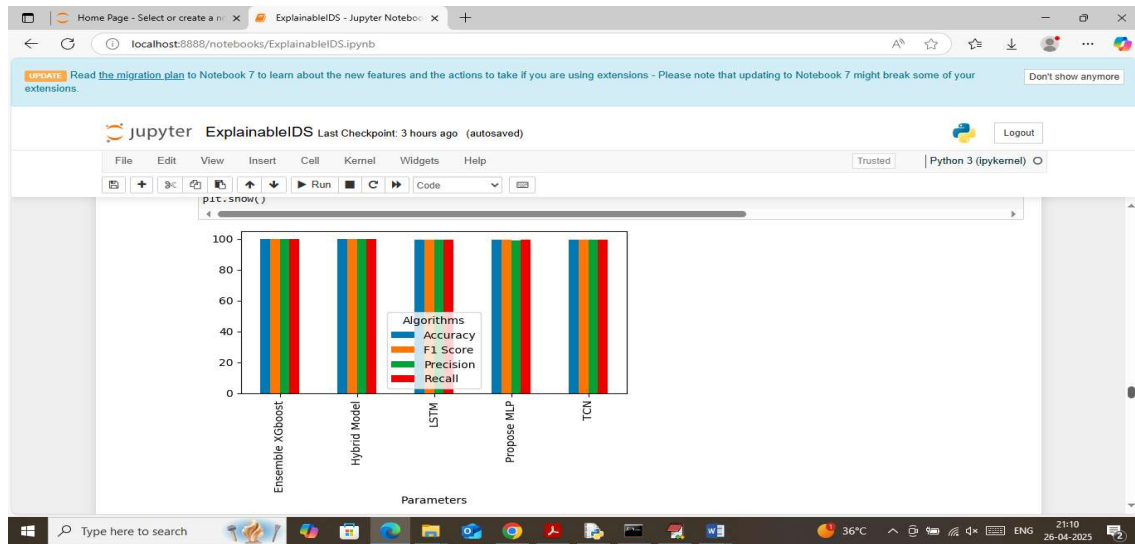 Home Page - Select or create a n
ExplainableIDS - Jupyter Noteboo
localhost:8888/notebooks/ExplainableIDS.ipynb
UPDATE Read the migration plan to Notebook 7 to learn about the new features and the actions to take if you are using extensions - Please note that updating to Notebook 7 might break some of your
extensions.
Don't show anymore
jupyter ExplainableIDS Last Checkpoint: 3 hours ago (autosaved)
Logout
File Edit View Insert Cell Kernel Widgets Help
Trusted Python 3 (ipykernel)
Run Code
plt.show()
100
80
60
40
20
0
Algorithms
Accuracy
F1 Score
Precision
Recall
Ensemble XGboost
Hybrid Model
LSTM
Propose MLP
TCN
Parameters
Type here to search
36°C
ENG
21:10
26-04-2025